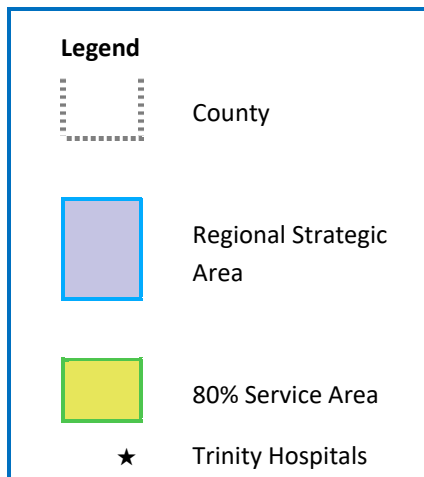 Legend
County
Regional Strategic
Area
80% Service Area
Trinity Hospitals